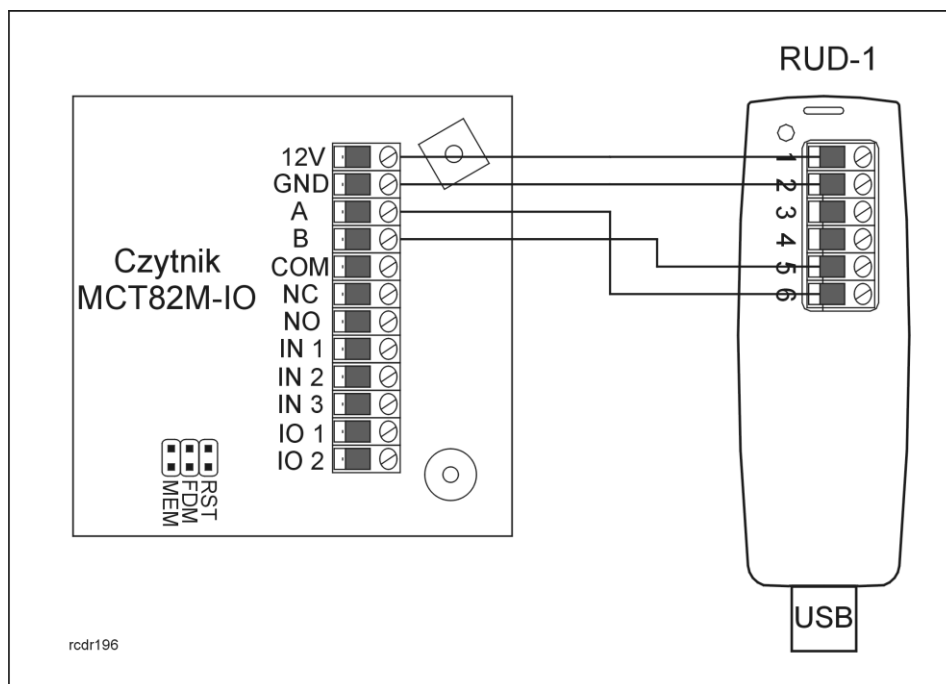 RUD-1
12V
GND
A
B
COM
NC
NO
IN 1
IN 2
IN 3
IO 1
IO 2
Czytnik
MCT82M-IO
MEM
FDM
RST
1
2
3
4
5
6
USB
rcdr196